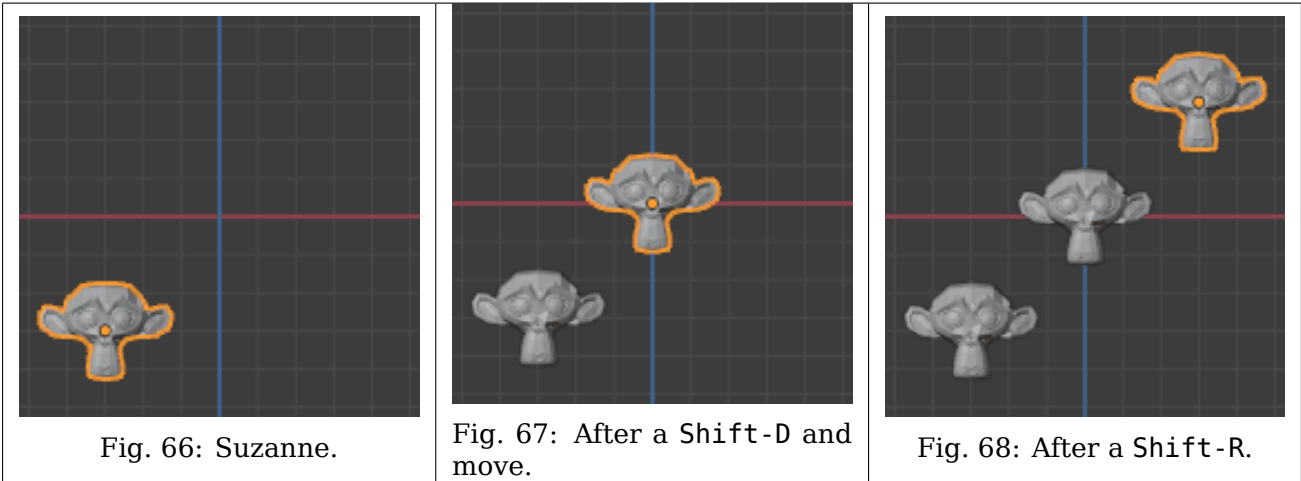 Fig. 66: Suzanne.
Fig. 67: After a Shift-D and
move.
Fig. 68: After a Shift-R.